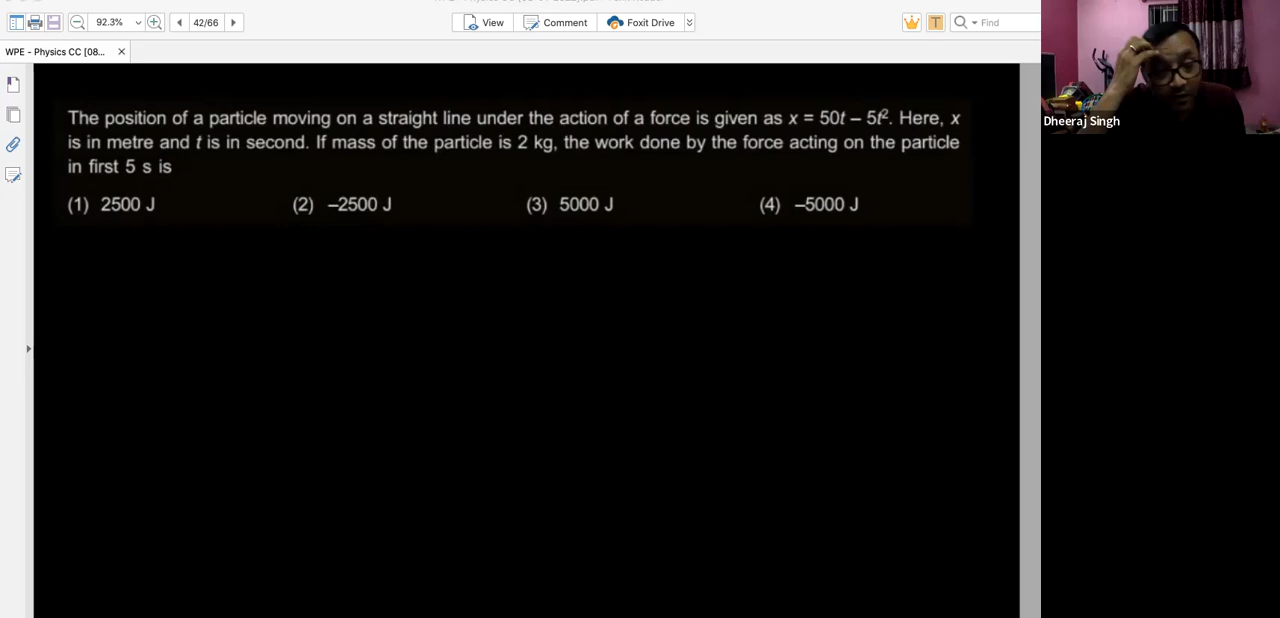 92.3%
42/66
View
Comment
Foxit Drive
Find
WPE - Physics CC [08...
The position of a particle moving on a straight line under the action of a force is given as x = 50t – 5t². Here, x
is in metre and t is in second. If mass of the particle is 2 kg, the work done by the force acting on the particle
in first 5 s is
(1) 2500 J (2) –2500 J (3) 5000 J (4) –5000 J
Dheeraj Singh